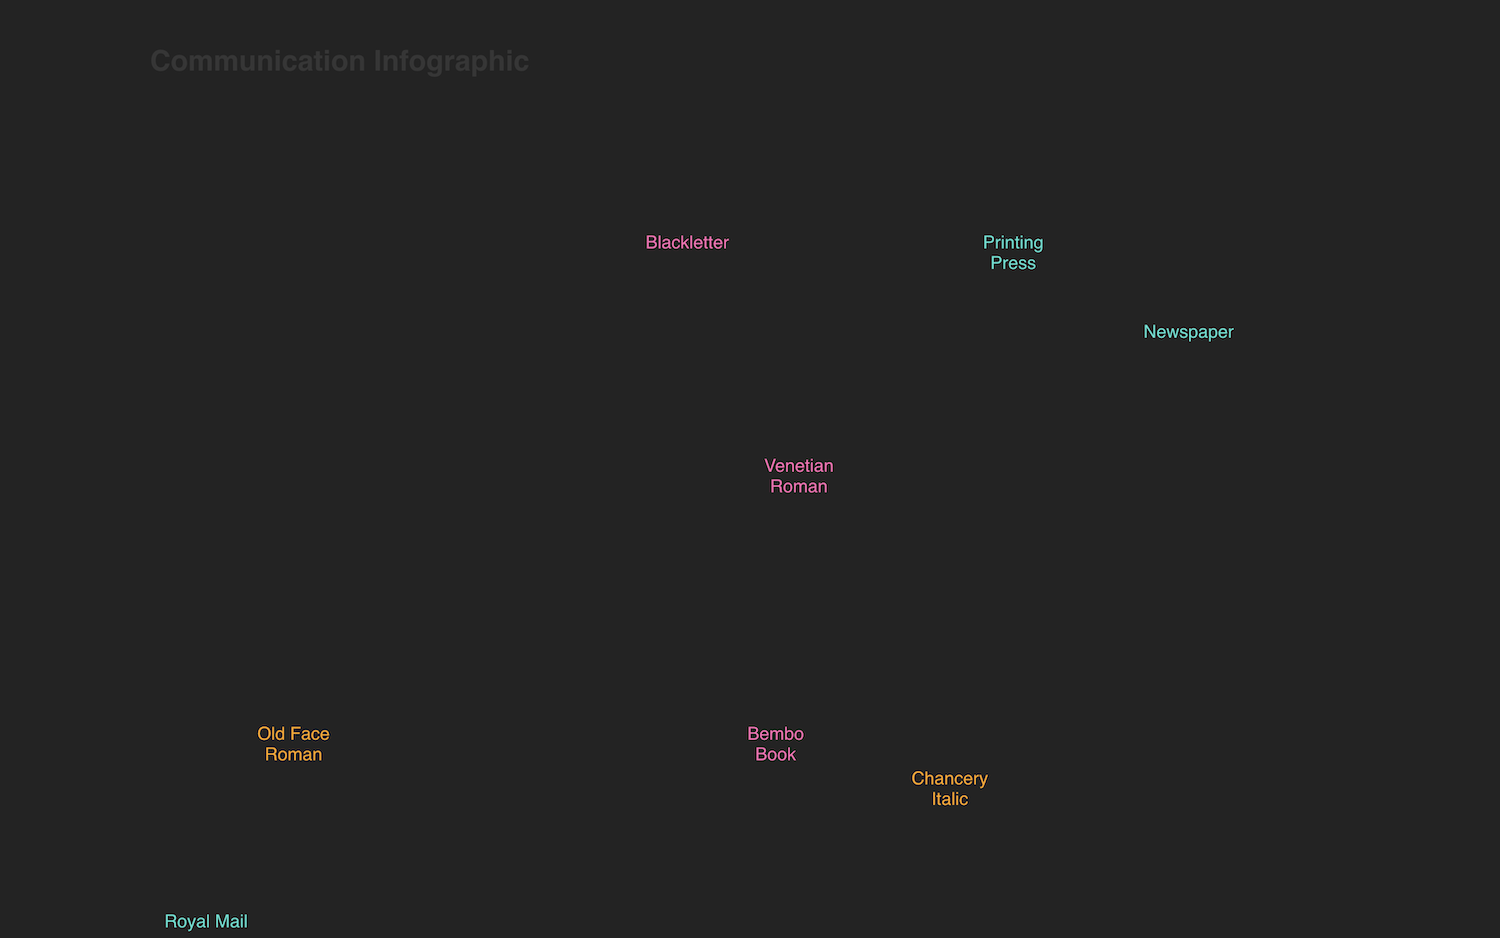 Communication Infographic
Blackletter
Printing
Press
Newspaper
Venetian
Roman
Old Face
Roman
Bembo
Book
Chancery
Italic
Royal Mail